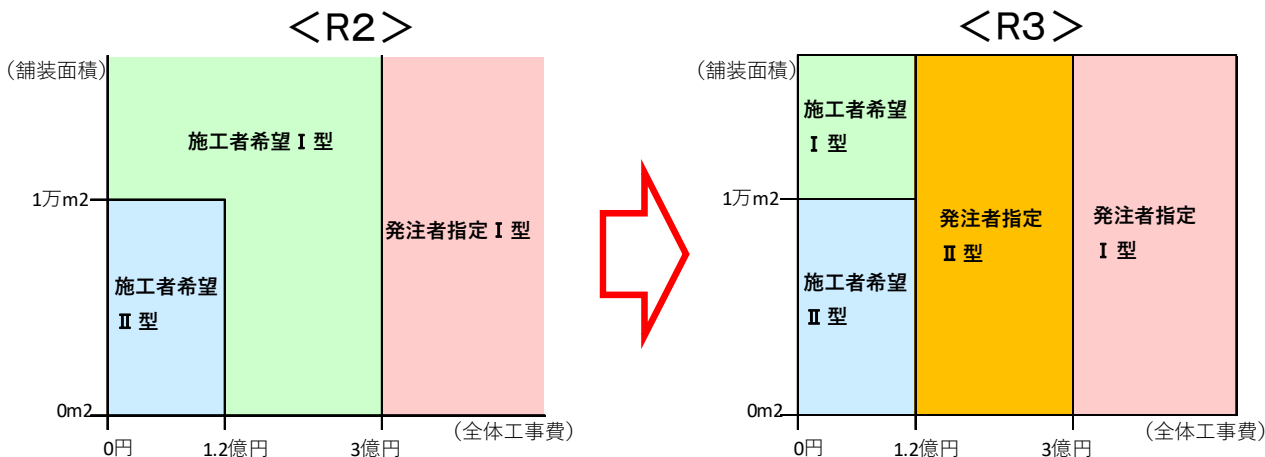 ＜R2＞
（舗装面積）
施工者希望Ⅰ型
1万m2
発注者指定Ⅰ型
施工者希望
Ⅱ型
0m2
0円
1.2億円
3億円
（全体工事費）
＜R3＞
（舗装面積）
施工者希望
Ⅰ型
1万m2
発注者指定
Ⅱ型
発注者指定
Ⅰ型
施工者希望
Ⅱ型
0m2
0円
1.2億円
3億円
（全体工事費）